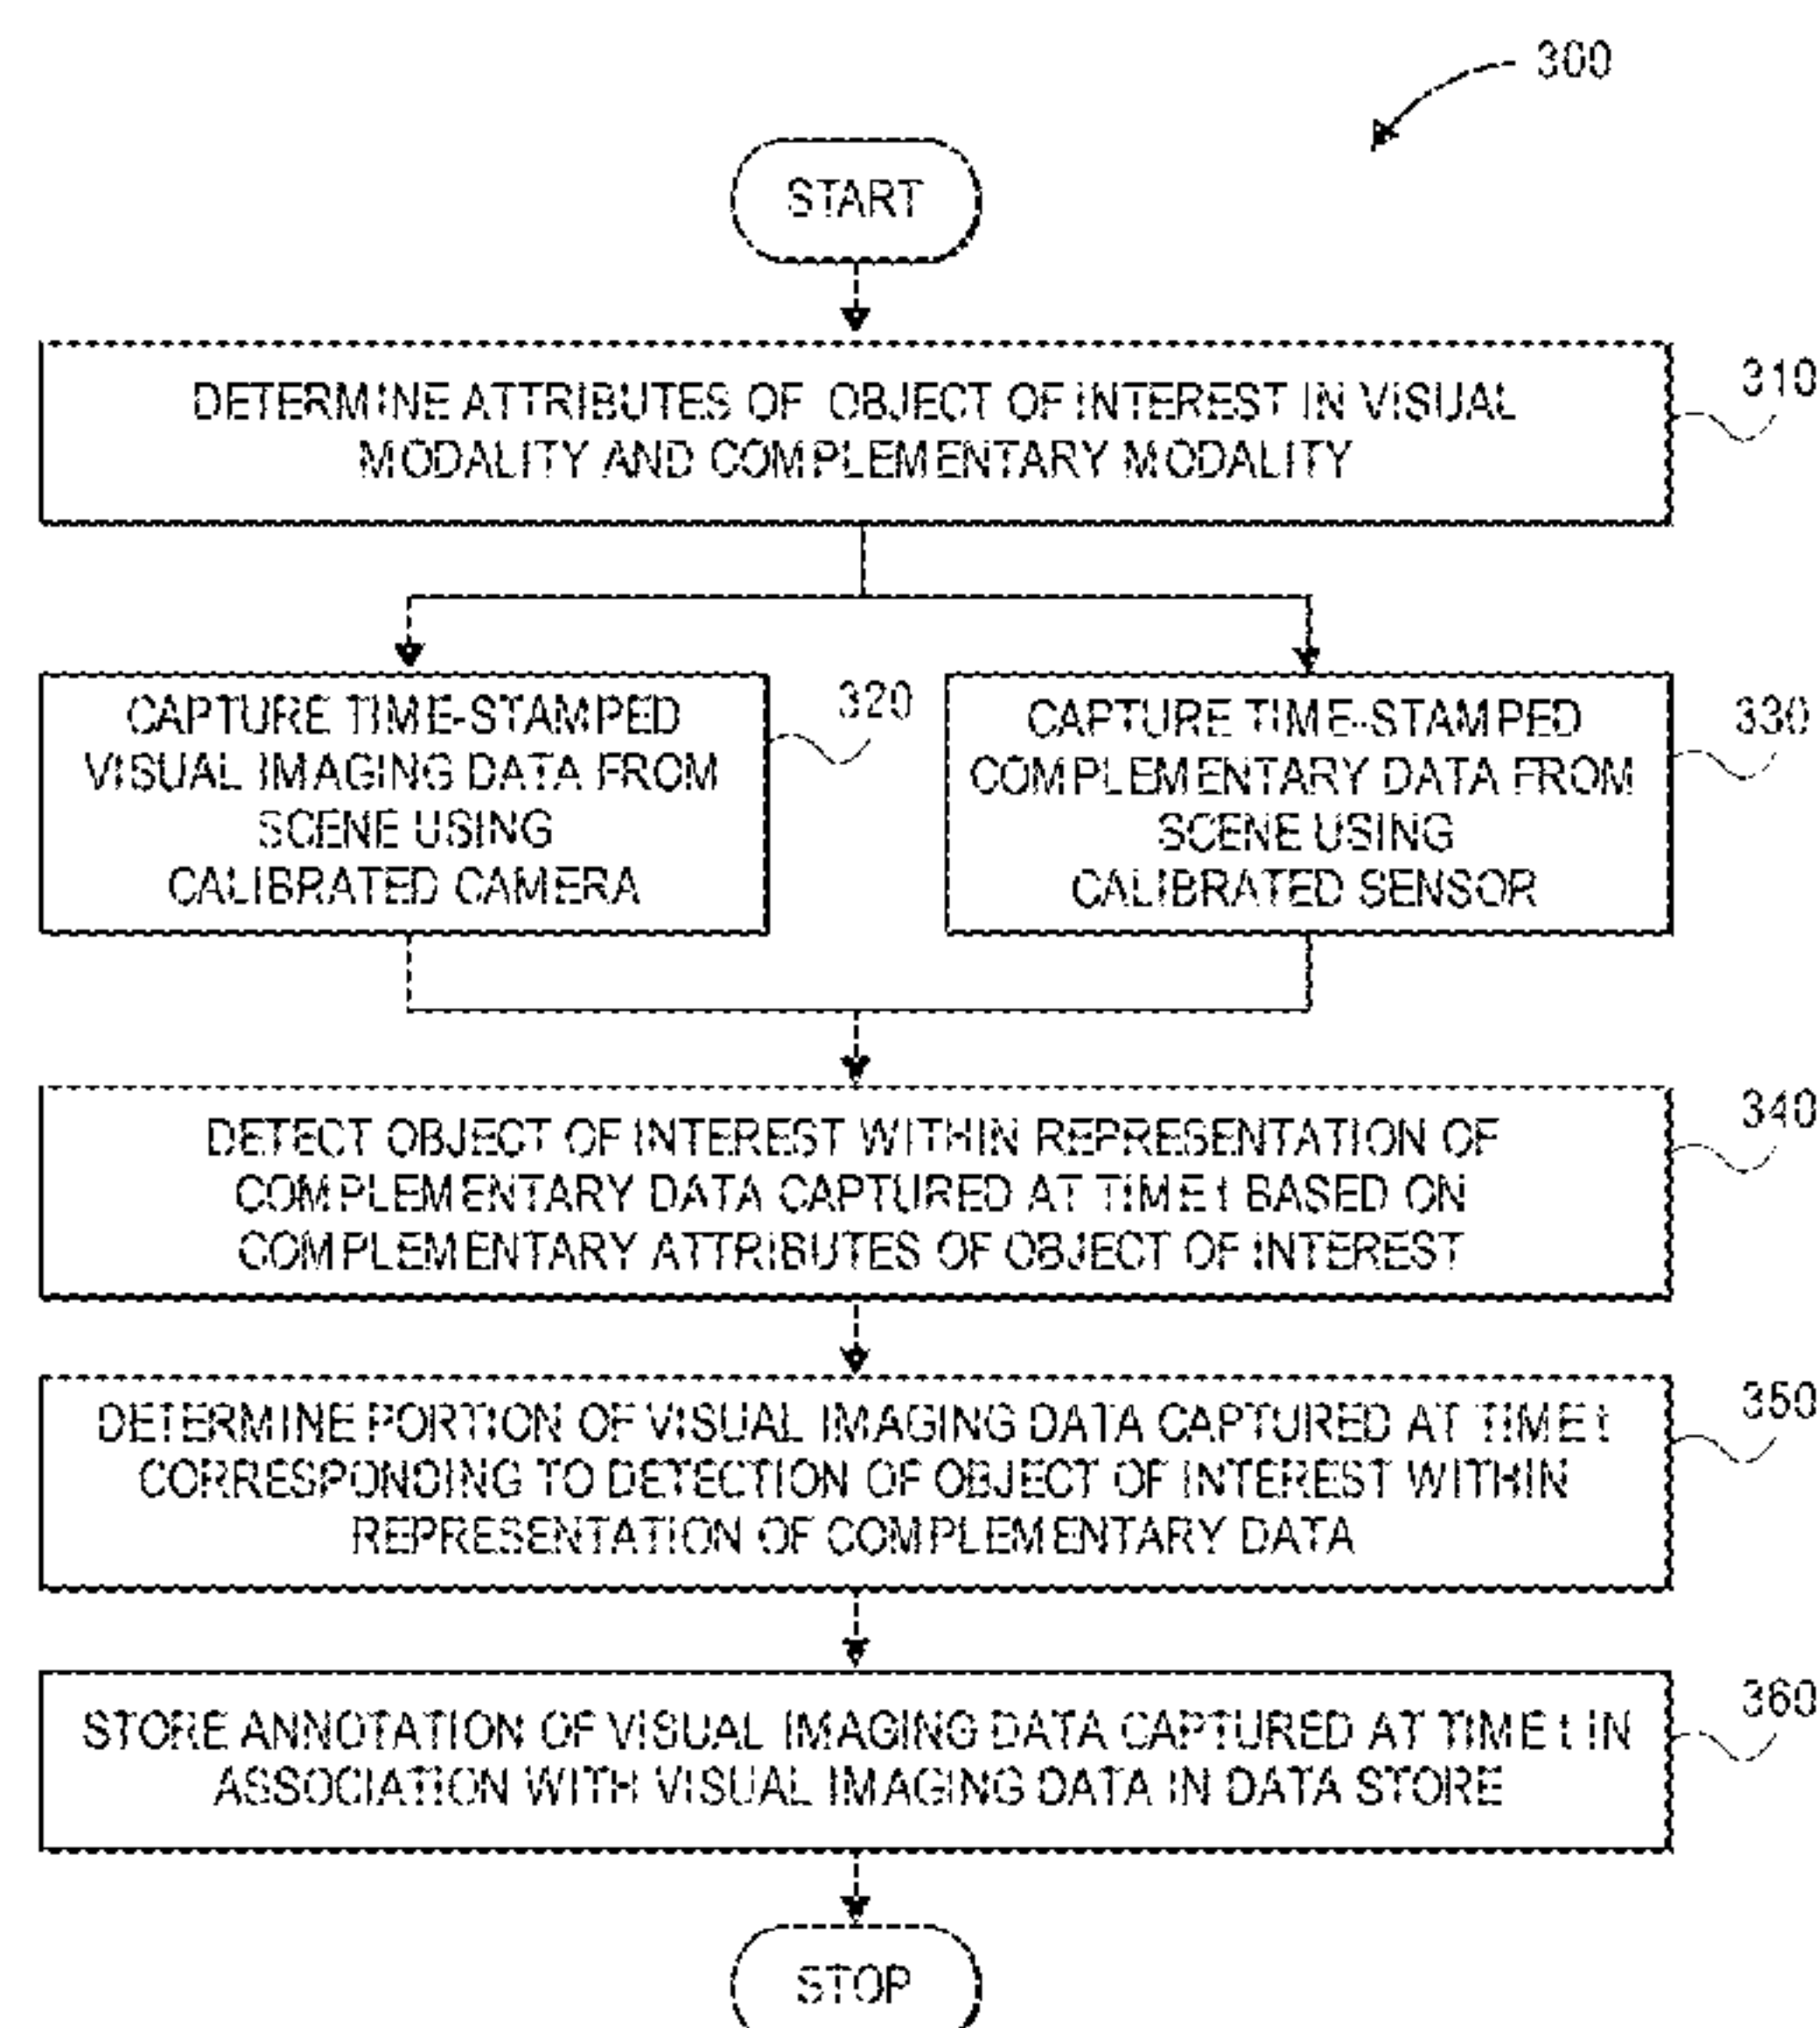 300
START
DETERMINE ATTRIBUTES OF OBJECT OF INTEREST IN VISUAL
MODALITY AND COMPLEMENTARY MODALITY
310
CAPTURE TIME-STAMPED
VISUAL IMAGING DATA FROM
SCENE USING
CALIBRATED CAMERA
320
CAPTURE TIME-STAMPED
COMPLEMENTARY DATA FROM
SCENE USING
CALIBRATED SENSOR
330
DETECT OBJECT OF INTEREST WITHIN REPRESENTATION OF
COMPLEMENTARY DATA CAPTURED AT TIME t BASED ON
COMPLEMENTARY ATTRIBUTES OF OBJECT OF INTEREST
340
DETERMINE PORTION OF VISUAL IMAGING DATA CAPTURED AT TIME t
CORRESPONDING TO DETECTION OF OBJECT OF INTEREST WITHIN
REPRESENTATION OF COMPLEMENTARY DATA
350
STORE ANNOTATION OF VISUAL IMAGING DATA CAPTURED AT TIME t IN
ASSOCIATION WITH VISUAL IMAGING DATA IN DATA STORE
360
STOP